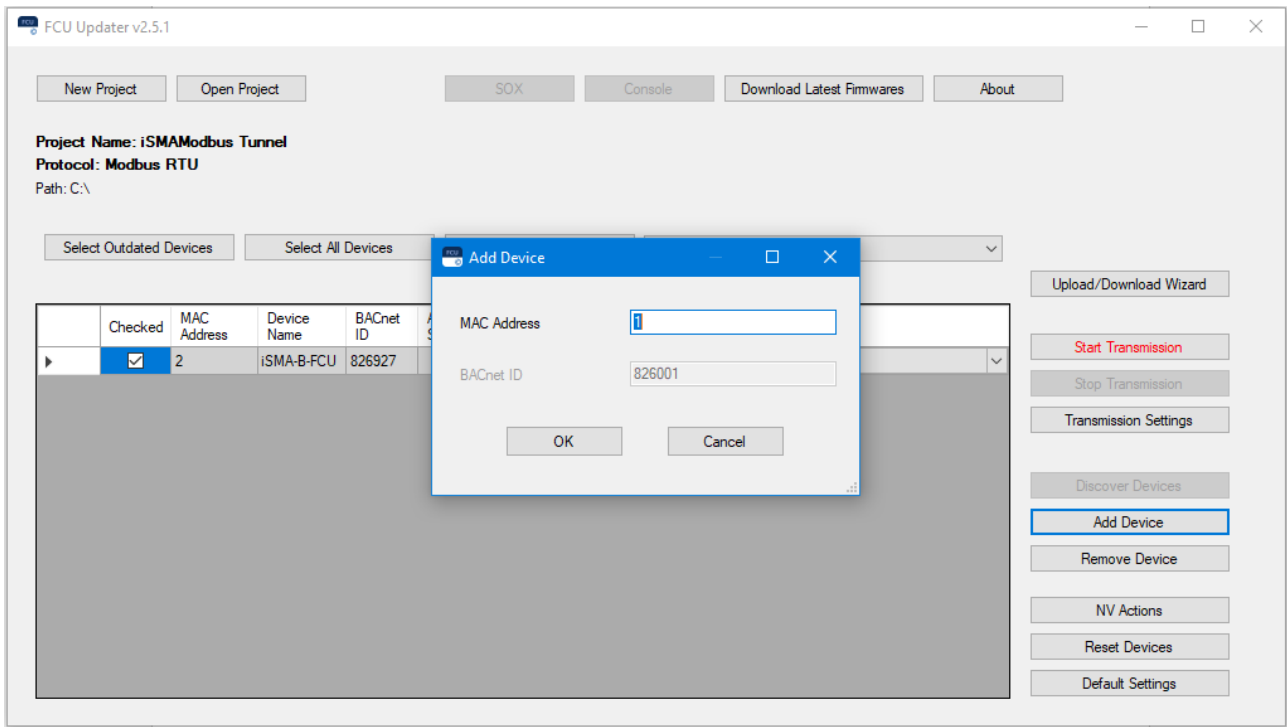 FCU Updater v2.5.1
New Project Open Project SOX Console Download Latest Firmwares About
Project Name: iSMAModbus Tunnel
Protocol: Modbus RTU
Path: C:\
Select Outdated Devices Select All Devices
Add Device
MAC Address 1
BACnet ID 826001
OK Cancel
Checked MAC Address Device Name BACnet ID
2 iSMA-B-FCU 826927
Upload/Download Wizard
Start Transmission
Stop Transmission
Transmission Settings
Discover Devices
Add Device
Remove Device
NV Actions
Reset Devices
Default Settings